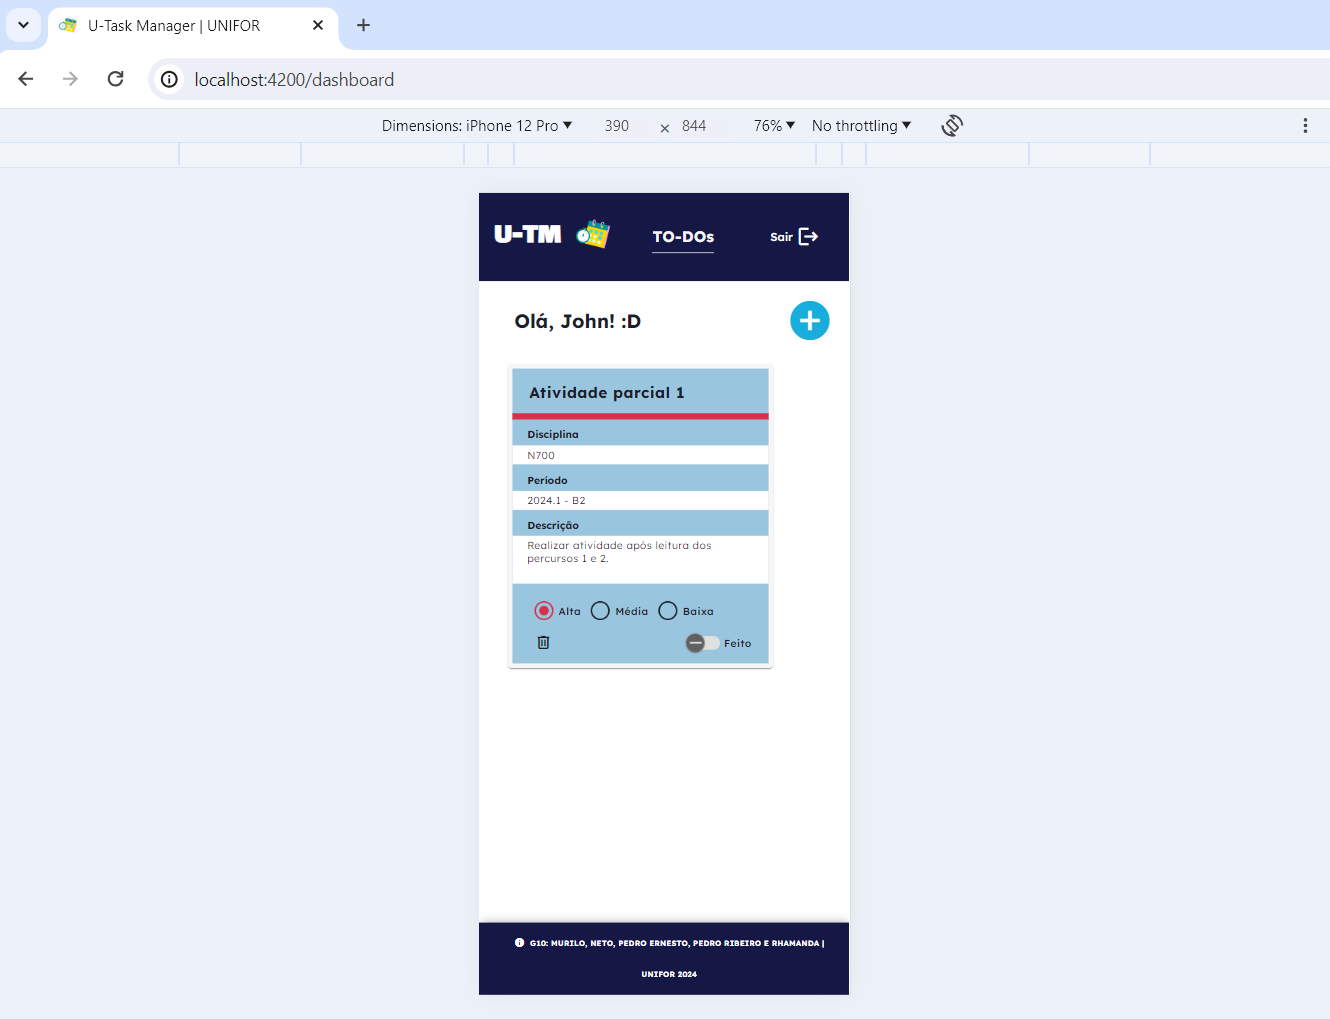 U-Task Manager | UNIFOR
localhost:4200/dashboard
Dimensions: iPhone 12 Pro 390 × 844 76% No throttling
U-TM TO-DOs Sair
Olá, John! :D
Atividade parcial 1
Disciplina
N700
Período
2024.1 - B2
Descrição
Realizar atividade após leitura dos
percursos 1 e 2.
Alta Média Baixa
Feito
G10: MURILO, NETO, PEDRO ERNESTO, PEDRO RIBEIRO E RHAMANDA |
UNIFOR 2024